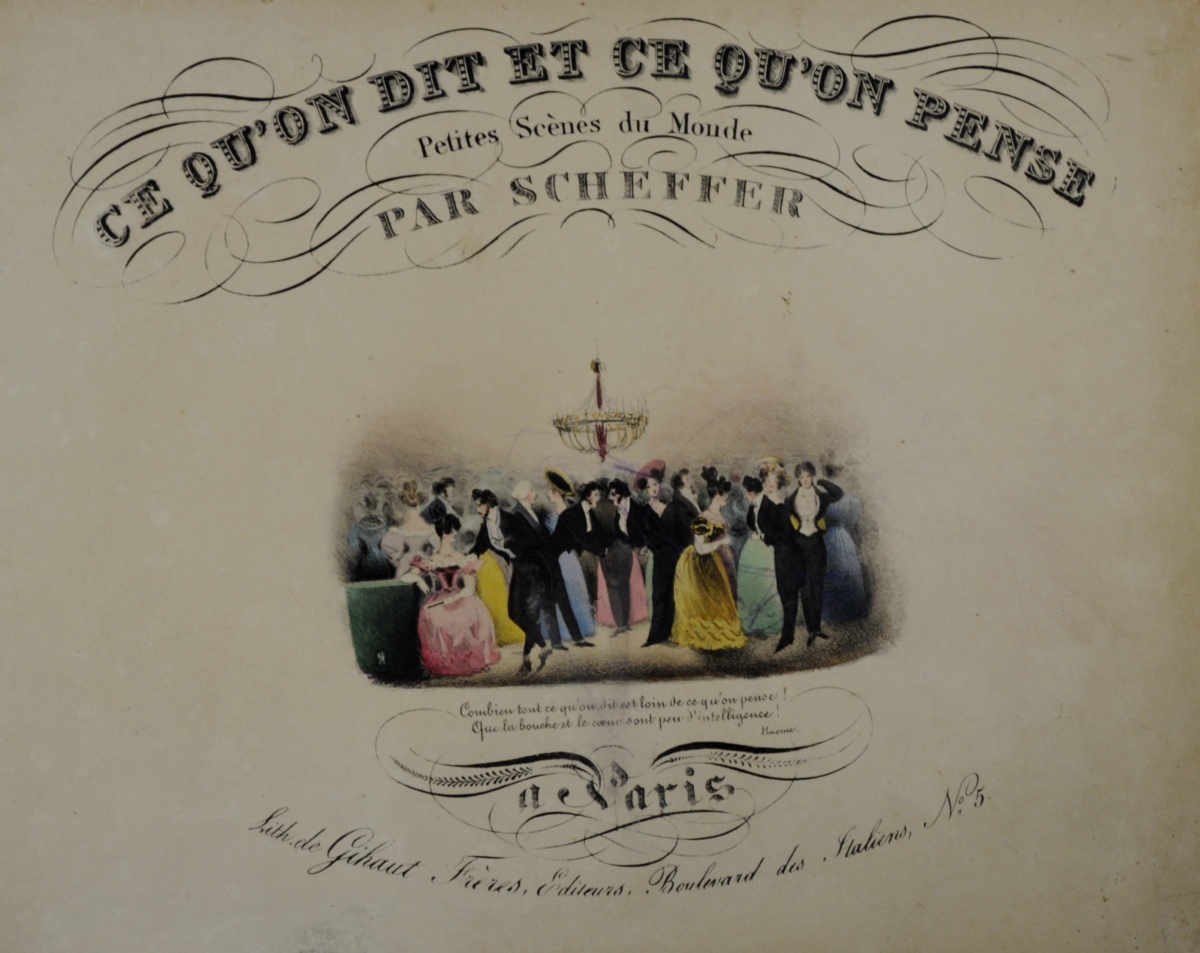 CE QU'ON DIT ET CE QU'ON PENSE
Petites Scènes du Monde
PAR SCHEFFER
Combien tout ce qu'on dit est loin de ce qu'on pense !
Que la bouche et le cœur sont peu d'intelligence !
a Paris
Lith. de Gihaut Frères, Editeurs, Boulevard des Italiens, No. 5.